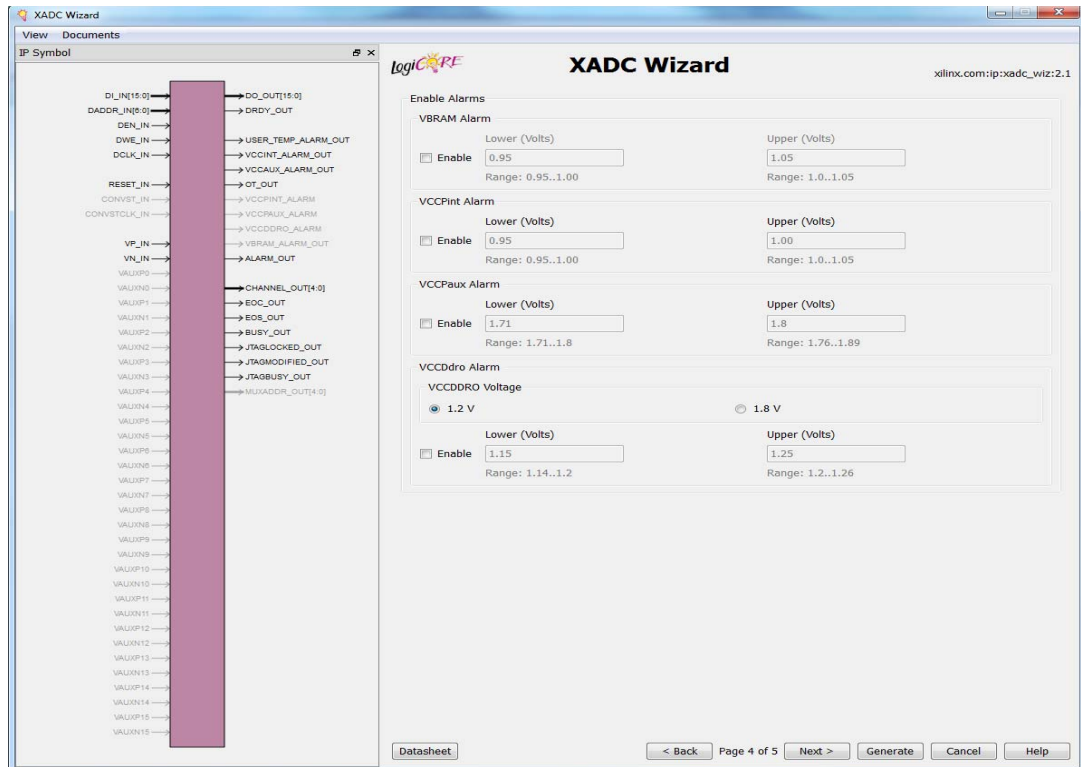 XADC Wizard
View Documents
IP Symbol
DI_IN[15:0]
DADDR_IN[6:0]
DEN_IN
DWE_IN
DCLK_IN
RESET_IN
CONVST_IN
CONVSTCLK_IN
VP_IN
VN_IN
VAUXP0
VAUXN0
VAUXP1
VAUXN1
VAUXP2
VAUXN2
VAUXP3
VAUXN3
VAUXP4
VAUXN4
VAUXP5
VAUXN5
VAUXP6
VAUXN6
VAUXP7
VAUXN7
VAUXP8
VAUXN8
VAUXP9
VAUXN9
VAUXP10
VAUXN10
VAUXP11
VAUXN11
VAUXP12
VAUXN12
VAUXP13
VAUXN13
VAUXP14
VAUXN14
VAUXP15
VAUXN15
DO_OUT[15:0]
DRDY_OUT
USER_TEMP_ALARM_OUT
VCCINT_ALARM_OUT
VCCAUX_ALARM_OUT
OT_OUT
VCCPINT_ALARM
VCCPAUX_ALARM
VCCDDRO_ALARM
VBRAM_ALARM_OUT
ALARM_OUT
CHANNEL_OUT[4:0]
EOC_OUT
EOS_OUT
BUSY_OUT
JTAGLOCKED_OUT
JTAGMODIFIED_OUT
JTAGBUSY_OUT
MUXADDR_OUT[4:0]
LogiCORE
XADC Wizard
xilinx.com:ip:xadc_wiz:2.1
Enable Alarms
VBRAM Alarm
Lower (Volts) Upper (Volts)
Enable 0.95 1.05
Range: 0.95..1.00 Range: 1.0..1.05
VCCPint Alarm
Lower (Volts) Upper (Volts)
Enable 0.95 1.00
Range: 0.95..1.00 Range: 1.0..1.05
VCCPaux Alarm
Lower (Volts) Upper (Volts)
Enable 1.71 1.8
Range: 1.71..1.8 Range: 1.76..1.89
VCCDdro Alarm
VCCDDRO Voltage
1.2 V 1.8 V
Lower (Volts) Upper (Volts)
Enable 1.15 1.25
Range: 1.14..1.2 Range: 1.2..1.26
Datasheet < Back Page 4 of 5 Next > Generate Cancel Help